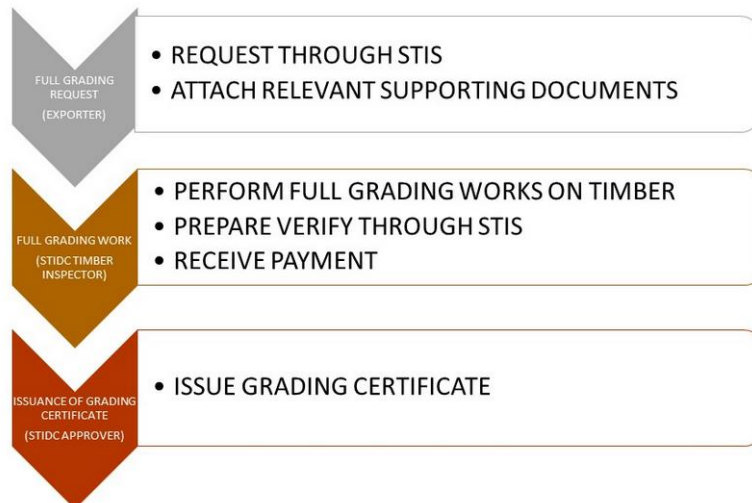 FULL GRADING
REQUEST
(EXPORTER)
• REQUEST THROUGH STIS
• ATTACH RELEVANT SUPPORTING DOCUMENTS
FULL GRADING WORK
(STIDC TIMBER
INSPECTOR)
• PERFORM FULL GRADING WORKS ON TIMBER
• PREPARE VERIFY THROUGH STIS
• RECEIVE PAYMENT
ISSUANCE OF GRADING
CERTIFICATE
(STIDC APPROVER)
• ISSUE GRADING CERTIFICATE